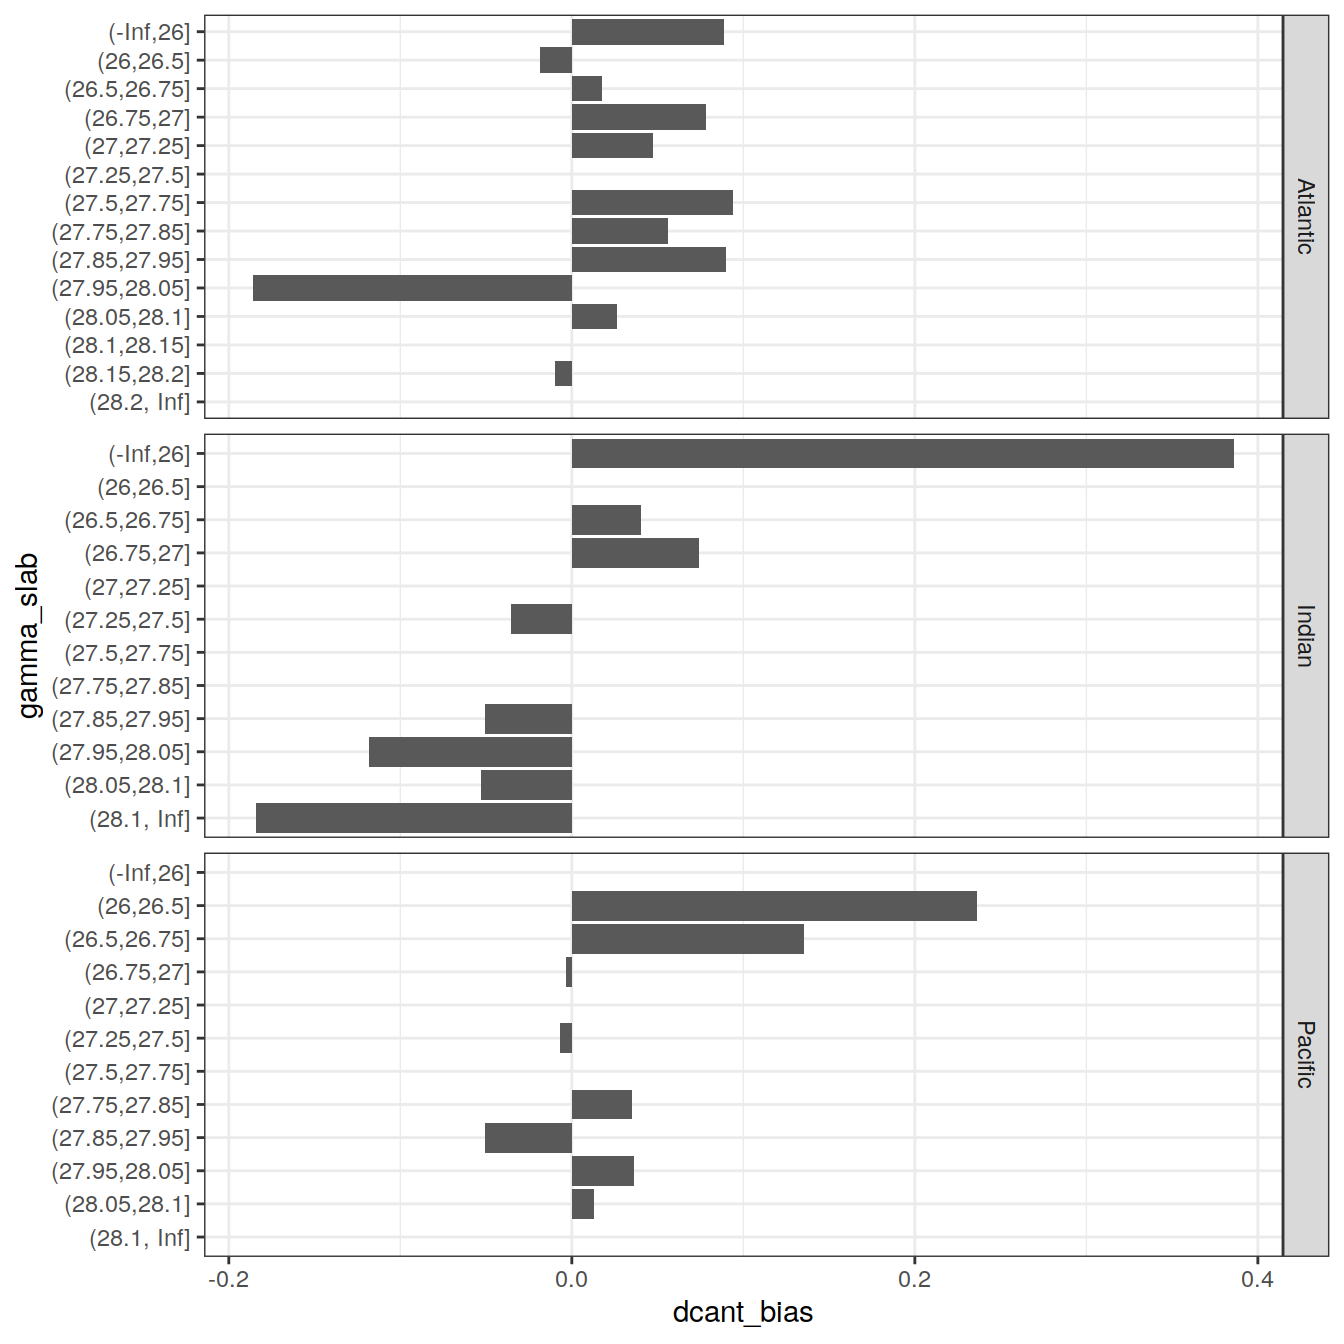 (-Inf,26]
(26,26.5]
(26.5,26.75]
(26.75,27]
(27,27.25]
(27.25,27.5]
(27.5,27.75]
(27.75,27.85]
(27.85,27.95]
(27.95,28.05]
(28.05,28.1]
(28.1,28.15]
(28.15,28.2]
(28.2, Inf]
Atlantic
(-Inf,26]
(26,26.5]
(26.5,26.75]
(26.75,27]
(27,27.25]
(27.25,27.5]
(27.5,27.75]
(27.75,27.85]
(27.85,27.95]
(27.95,28.05]
(28.05,28.1]
(28.1, Inf]
Indian
gamma_slab
(-Inf,26]
(26,26.5]
(26.5,26.75]
(26.75,27]
(27,27.25]
(27.25,27.5]
(27.5,27.75]
(27.75,27.85]
(27.85,27.95]
(27.95,28.05]
(28.05,28.1]
(28.1, Inf]
Pacific
-0.2 0.0 0.2 0.4
dcant_bias